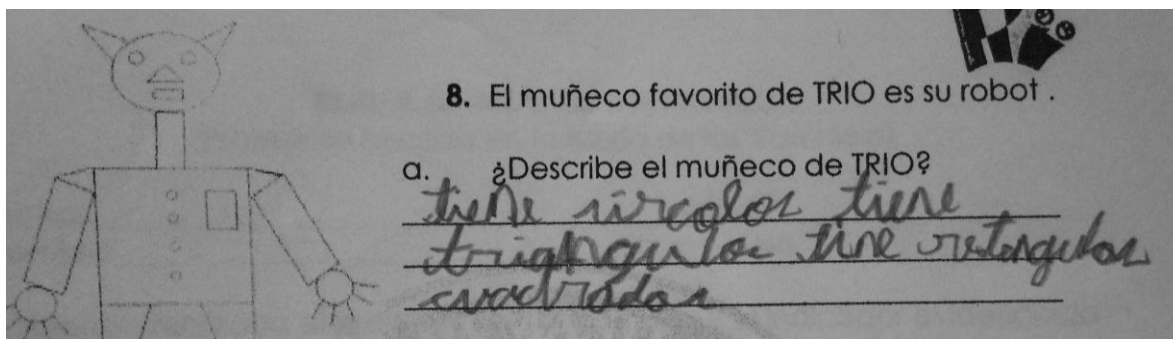 8. El muñeco favorito de TRIO es su robot .
a. ¿Describe el muñeco de TRIO?
tiene sircolos tiene
triangulos tine retangulos
cuadrados